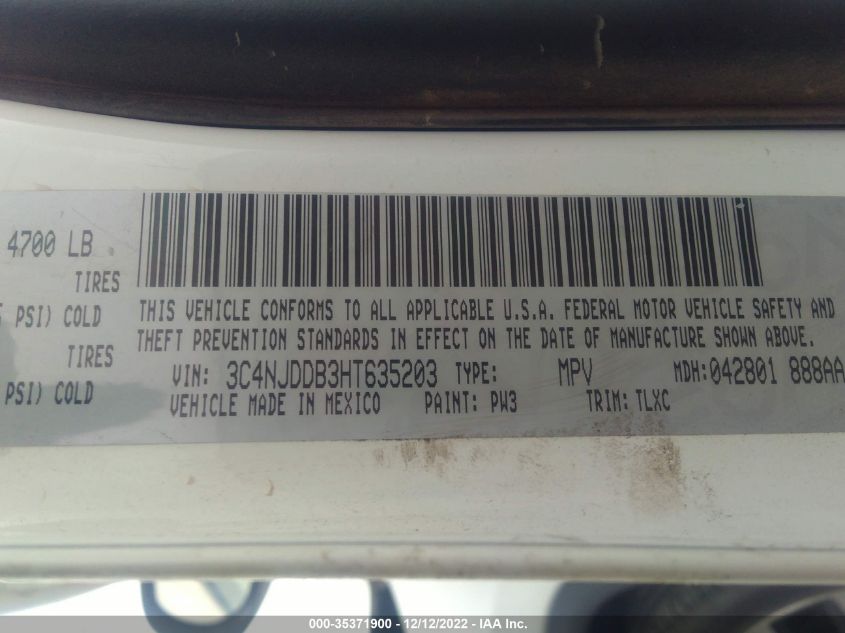 4700 LB
TIRES
PSI) COLD
TIRES
PSI) COLD
THIS VEHICLE CONFORMS TO ALL APPLICABLE U.S.A. FEDERAL MOTOR VEHICLE SAFETY AND
THEFT PREVENTION STANDARDS IN EFFECT ON THE DATE OF MANUFACTURE SHOWN ABOVE.
VIN: 3C4NJDDB3HT635203 TYPE: MPV MDH: 042801 888AA
VEHICLE MADE IN MEXICO PAINT: PW3 TRIM: TLXC
000-35371900 - 12/12/2022 - IAA Inc.